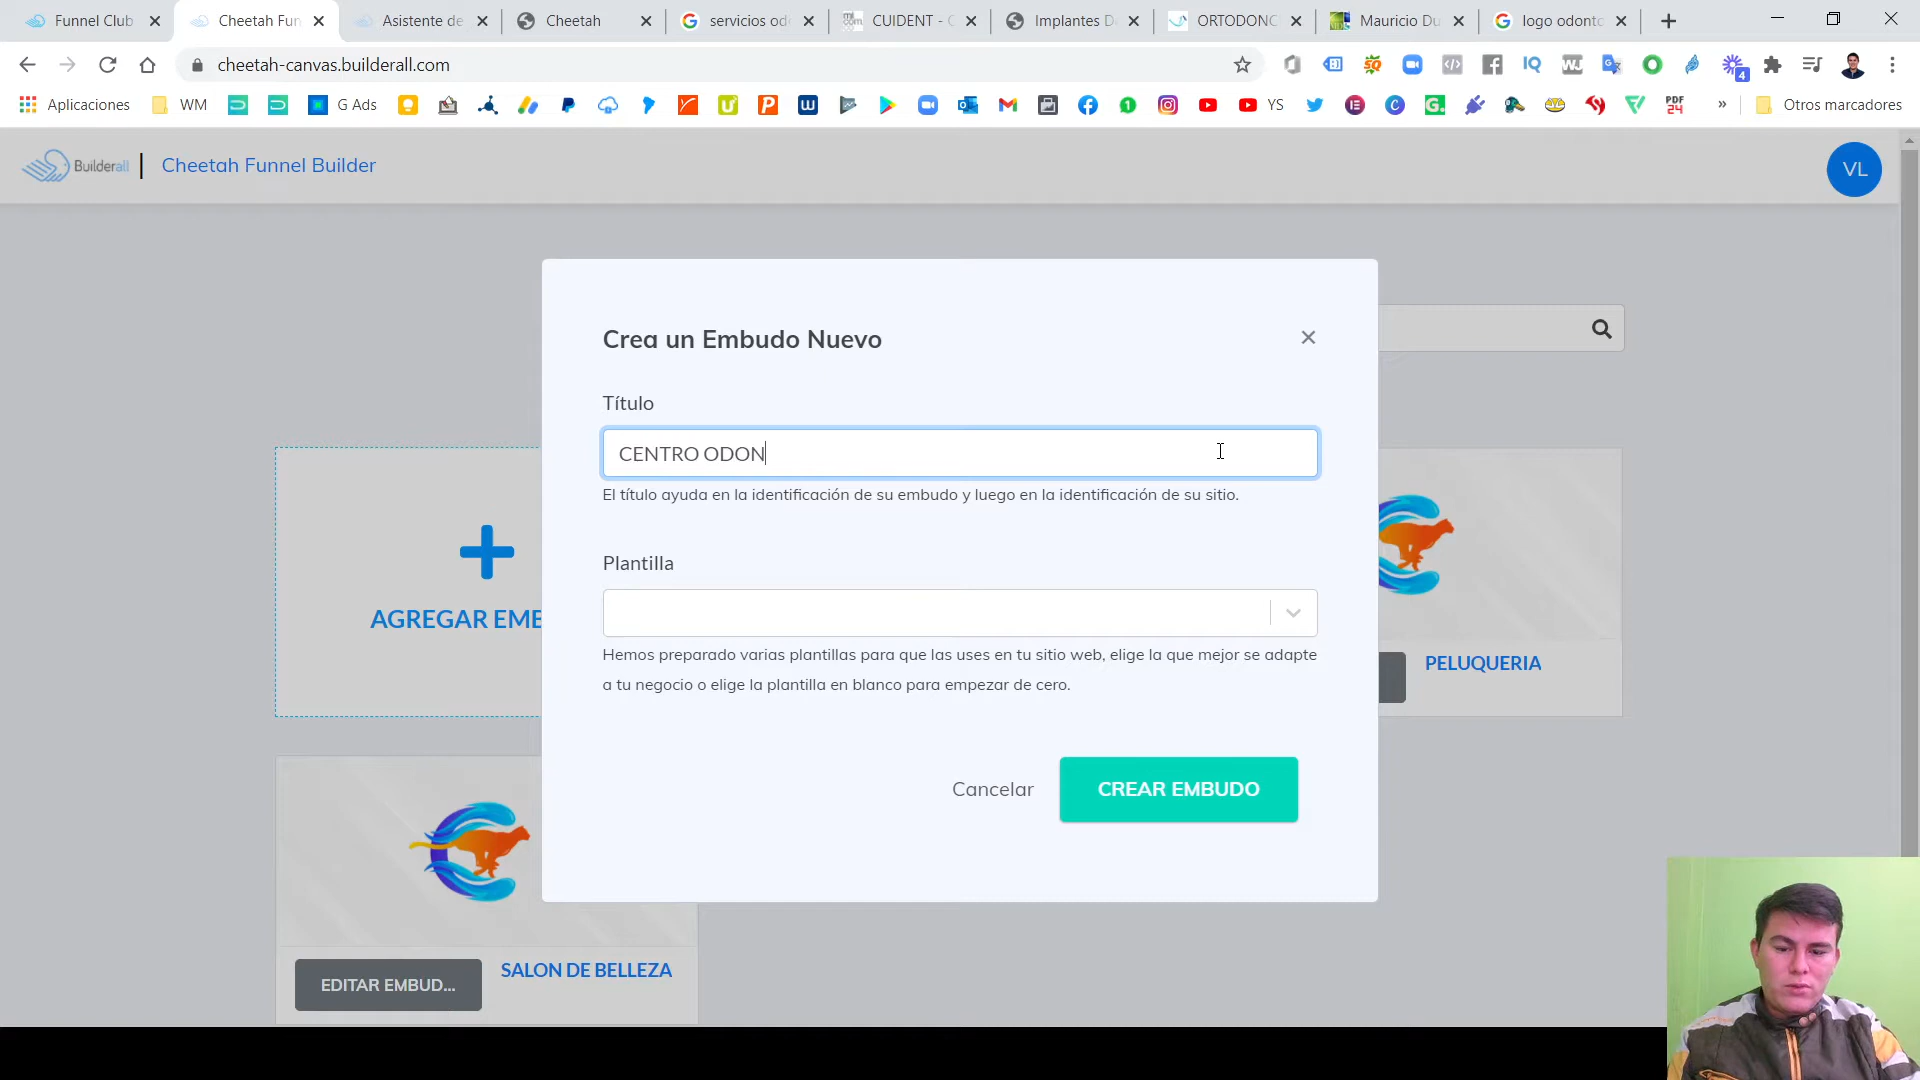 Funnel Club
Cheetah Fun
Asistente de
Cheetah
servicios od
CUIDENT - C
Implantes D
ORTODONC
Mauricio Du
logo odonto
cheetah-canvas.builderall.com
Aplicaciones
WM
G Ads
YS
Otros marcadores
Builderall
Cheetah Funnel Builder
VL
Crea un Embudo Nuevo
Título
CENTRO ODON
El título ayuda en la identificación de su embudo y luego en la identificación de su sitio.
Plantilla
Hemos preparado varias plantillas para que las uses en tu sitio web, elige la que mejor se adapte
a tu negocio o elige la plantilla en blanco para empezar de cero.
Cancelar
CREAR EMBUDO
AGREGAR EMB
PELUQUERIA
EDITAR EMBUD...
SALON DE BELLEZA